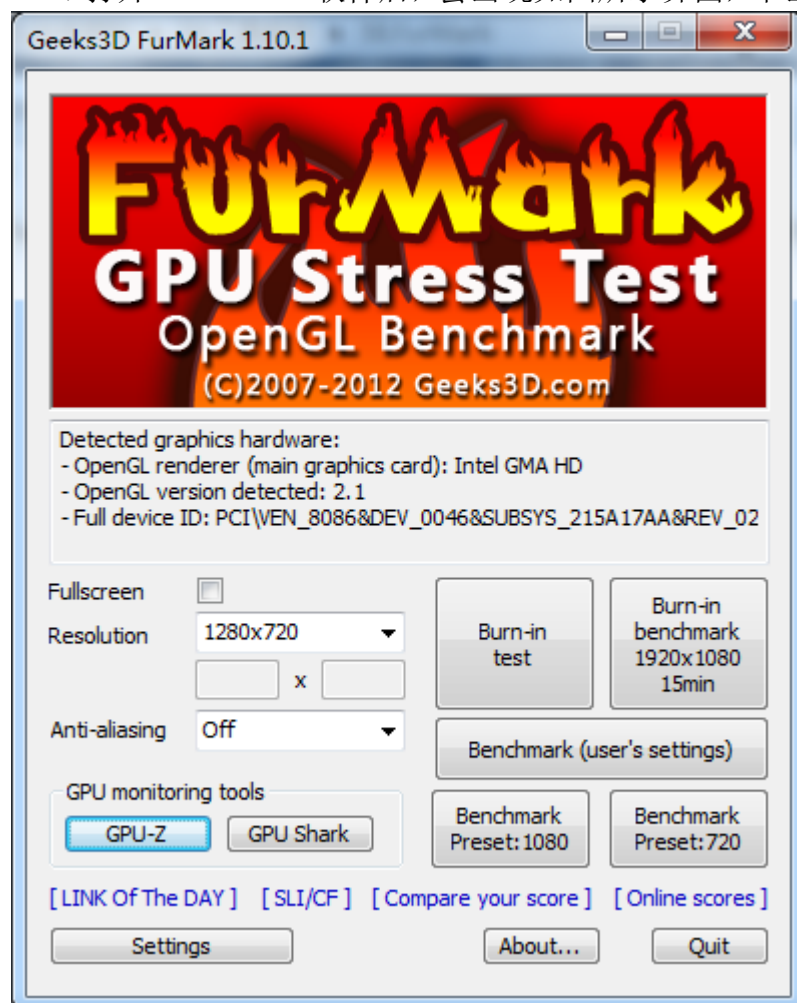 Geeks3D FurMark 1.10.1
FurMark
GPU Stress Test
OpenGL Benchmark
(C)2007-2012 Geeks3D.com
Detected graphics hardware:
- OpenGL renderer (main graphics card): Intel GMA HD
- OpenGL version detected: 2.1
- Full device ID: PCI\VEN_8086&DEV_0046&SUBSYS_215A17AA&REV_02
Fullscreen
Resolution
1280x720
x
Anti-aliasing
Off
Burn-in
test
Burn-in
benchmark
1920x1080
15min
Benchmark (user's settings)
GPU monitoring tools
GPU-Z
GPU Shark
Benchmark
Preset:1080
Benchmark
Preset:720
[ LINK Of The DAY ]
[ SLI/CF ]
[ Compare your score ]
[ Online scores ]
Settings
About...
Quit